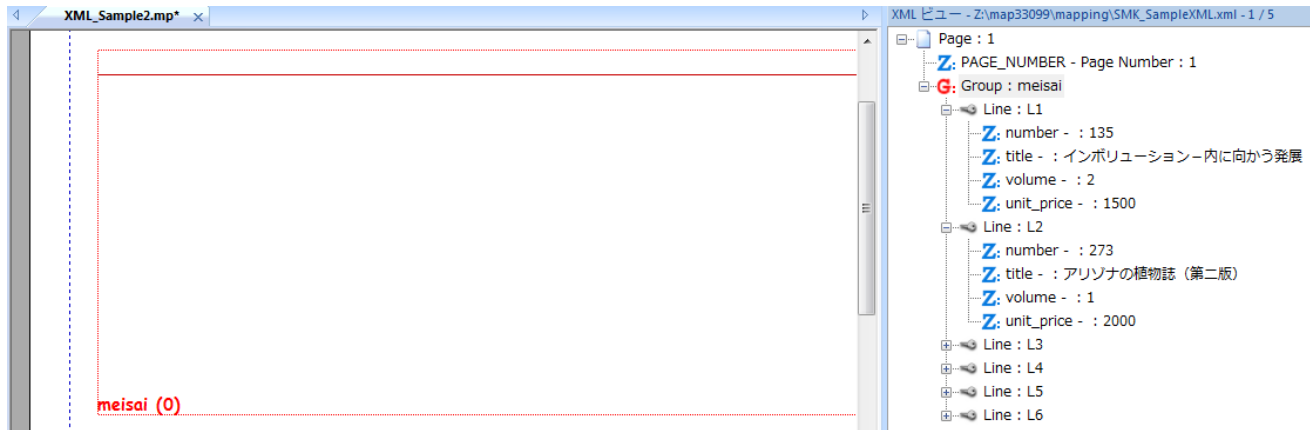 XML_Sample2.mp*
meisai (0)
XML ビュー - Z:\map33099\mapping\SMK_SampleXML.xml - 1 / 5
Page : 1
Z: PAGE_NUMBER - Page Number : 1
G: Group : meisai
Line : L1
Z: number - : 135
Z: title - : インボリューション－内に向かう発展
Z: volume - : 2
Z: unit_price - : 1500
Line : L2
Z: number - : 273
Z: title - : アリゾナの植物誌（第二版）
Z: volume - : 1
Z: unit_price - : 2000
Line : L3
Line : L4
Line : L5
Line : L6